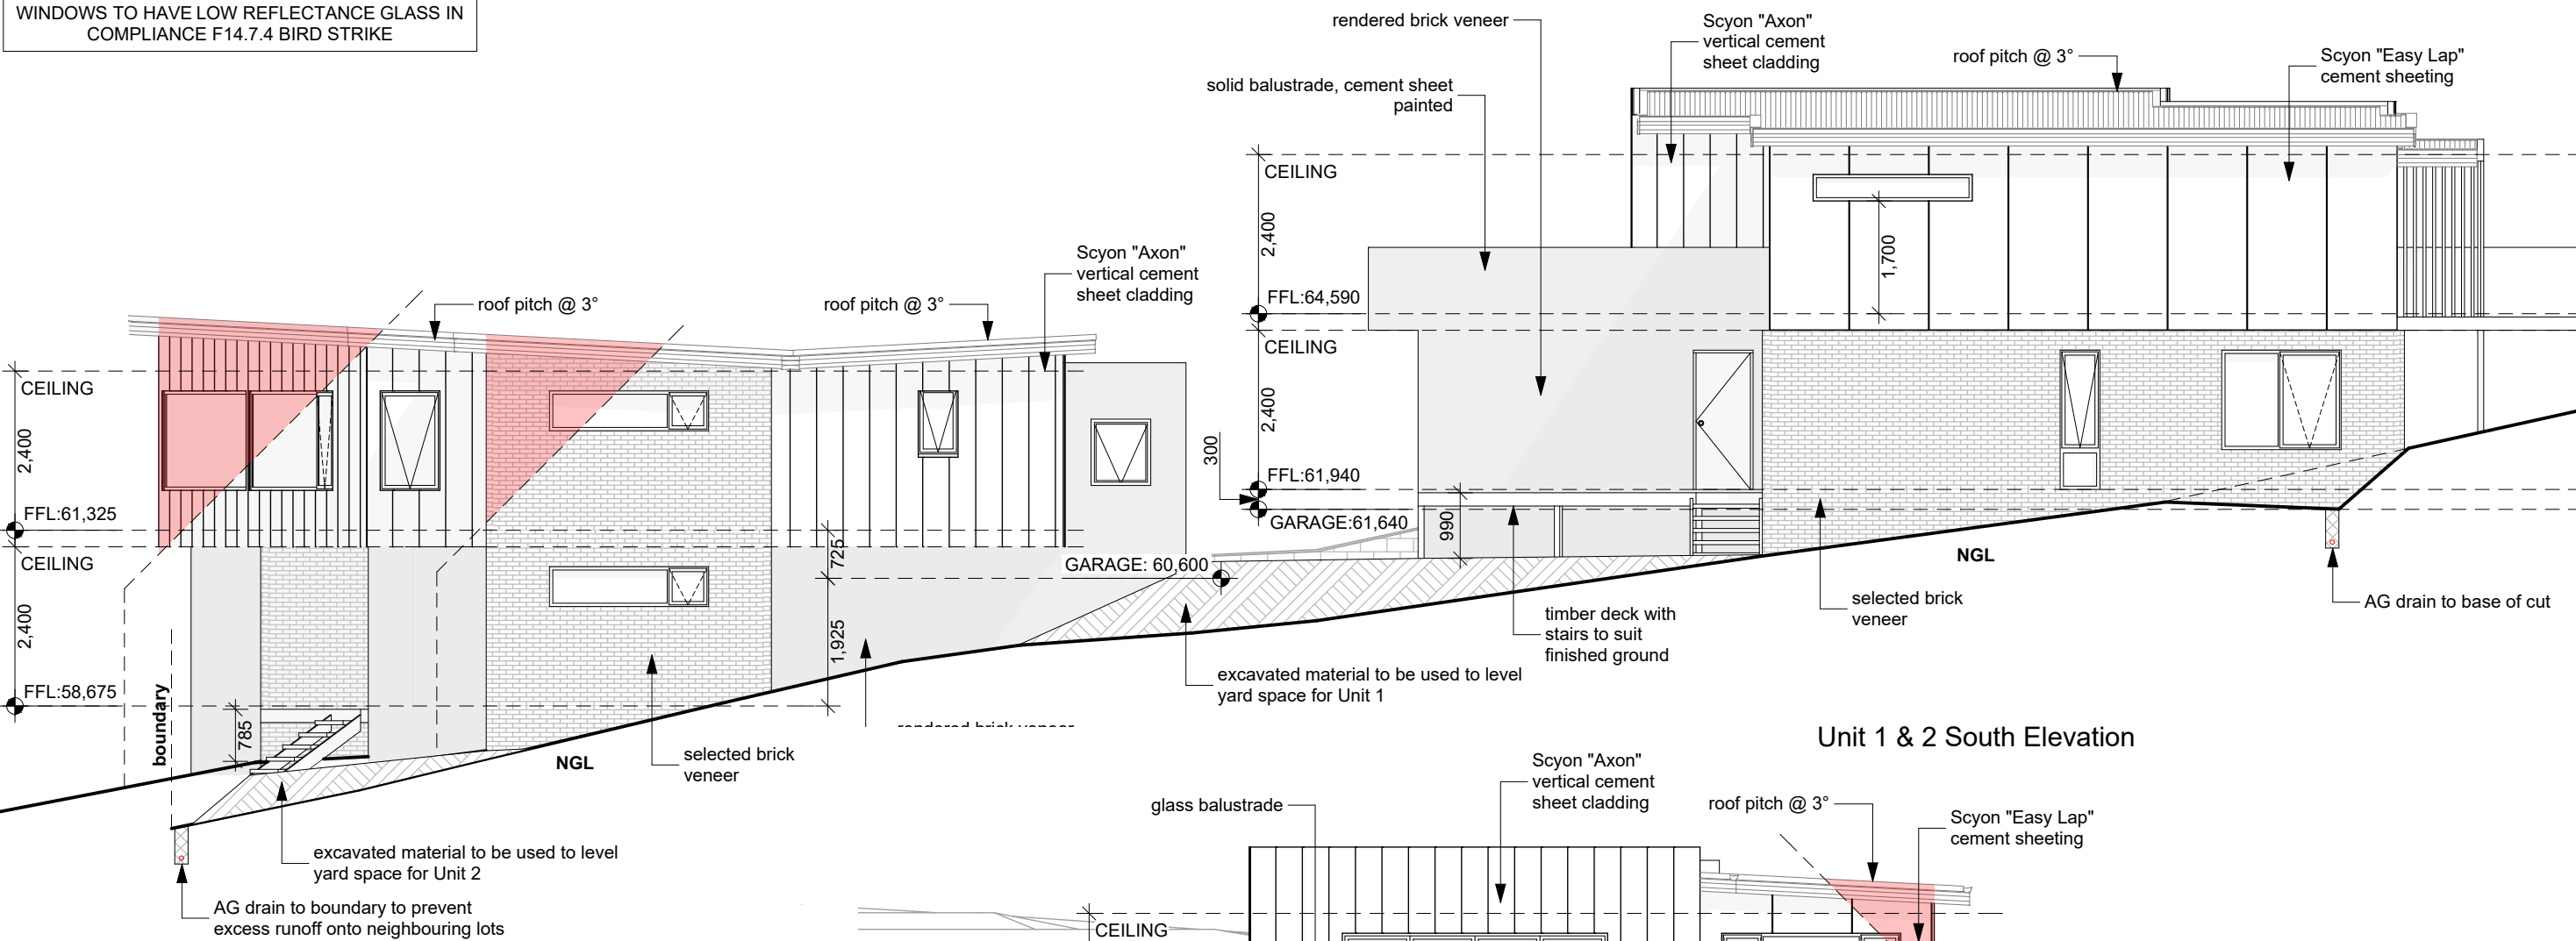 WINDOWS TO HAVE LOW REFLECTANCE GLASS IN
COMPLIANCE F14.7.4 BIRD STRIKE
rendered brick veneer
Scyon "Axon"
vertical cement
sheet cladding
roof pitch @ 3°
Scyon "Easy Lap"
cement sheeting
solid balustrade, cement sheet
painted
CEILING
2,400
1,700
FFL:64,590
CEILING
2,400
300
FFL:61,940
GARAGE:61,640
990
NGL
timber deck with
stairs to suit
finished ground
selected brick
veneer
AG drain to base of cut
excavated material to be used to level
yard space for Unit 1
Scyon "Axon"
vertical cement
sheet cladding
roof pitch @ 3°
roof pitch @ 3°
CEILING
2,400
FFL:61,325
CEILING
2,400
FFL:58,675
725
GARAGE: 60,600
1,925
boundary
785
NGL
selected brick
veneer
rendered brick veneer
excavated material to be used to level
yard space for Unit 2
AG drain to boundary to prevent
excess runoff onto neighbouring lots
Unit 1 & 2 South Elevation
glass balustrade
Scyon "Axon"
vertical cement
sheet cladding
roof pitch @ 3°
Scyon "Easy Lap"
cement sheeting
CEILING